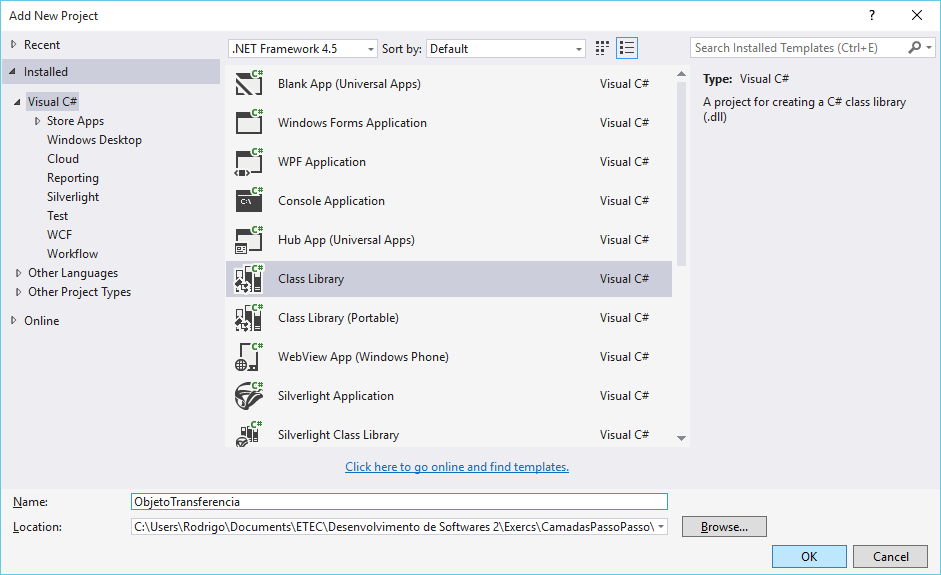 Add New Project
?
Recent
.NET Framework 4.5 Sort by: Default
Search Installed Templates (Ctrl+E)
Installed
Visual C#
Store Apps
Windows Desktop
Cloud
Reporting
Silverlight
Test
WCF
Workflow
Other Languages
Other Project Types
Online
C# Blank App (Universal Apps) Visual C#
C# Windows Forms Application Visual C#
C# WPF Application Visual C#
C:\ C# Console Application Visual C#
C# Hub App (Universal Apps) Visual C#
C# Class Library Visual C#
C# Class Library (Portable) Visual C#
C# WebView App (Windows Phone) Visual C#
C# Silverlight Application Visual C#
C# Silverlight Class Library Visual C#
Type: Visual C#
A project for creating a C# class library
(.dll)
Click here to go online and find templates.
Name: ObjetoTransferencia
Location: C:\Users\Rodrigo\Documents\ETEC\Desenvolvimento de Softwares 2\Exercs\CamadasPassoPasso\ Browse...
OK Cancel